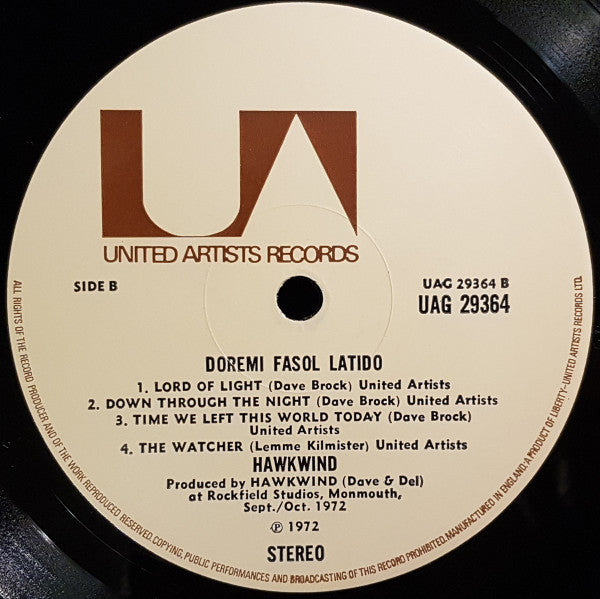 UA
UNITED ARTISTS RECORDS
SIDE B
UAG 29364 B
UAG 29364
DOREMI FASOL LATIDO
1. LORD OF LIGHT (Dave Brock) United Artists
2. DOWN THROUGH THE NIGHT (Dave Brock) United Artists
3. TIME WE LEFT THIS WORLD TODAY (Dave Brock)
United Artists
4. THE WATCHER (Lemme Kilmister) United Artists
HAWKWIND
Produced by HAWKWIND (Dave & Del)
at Rockfield Studios, Monmouth,
Sept./Oct. 1972
℗ 1972
STEREO
ALL RIGHTS OF THE RECORD PRODUCER AND OF THE WORK REPRODUCED RESERVED. COPYING, PUBLIC PERFORMANCES AND BROADCASTING OF THIS RECORD PROHIBITED. MANUFACTURED IN ENGLAND. A PRODUCT OF LIBERTY-UNITED ARTISTS RECORDS LTD.